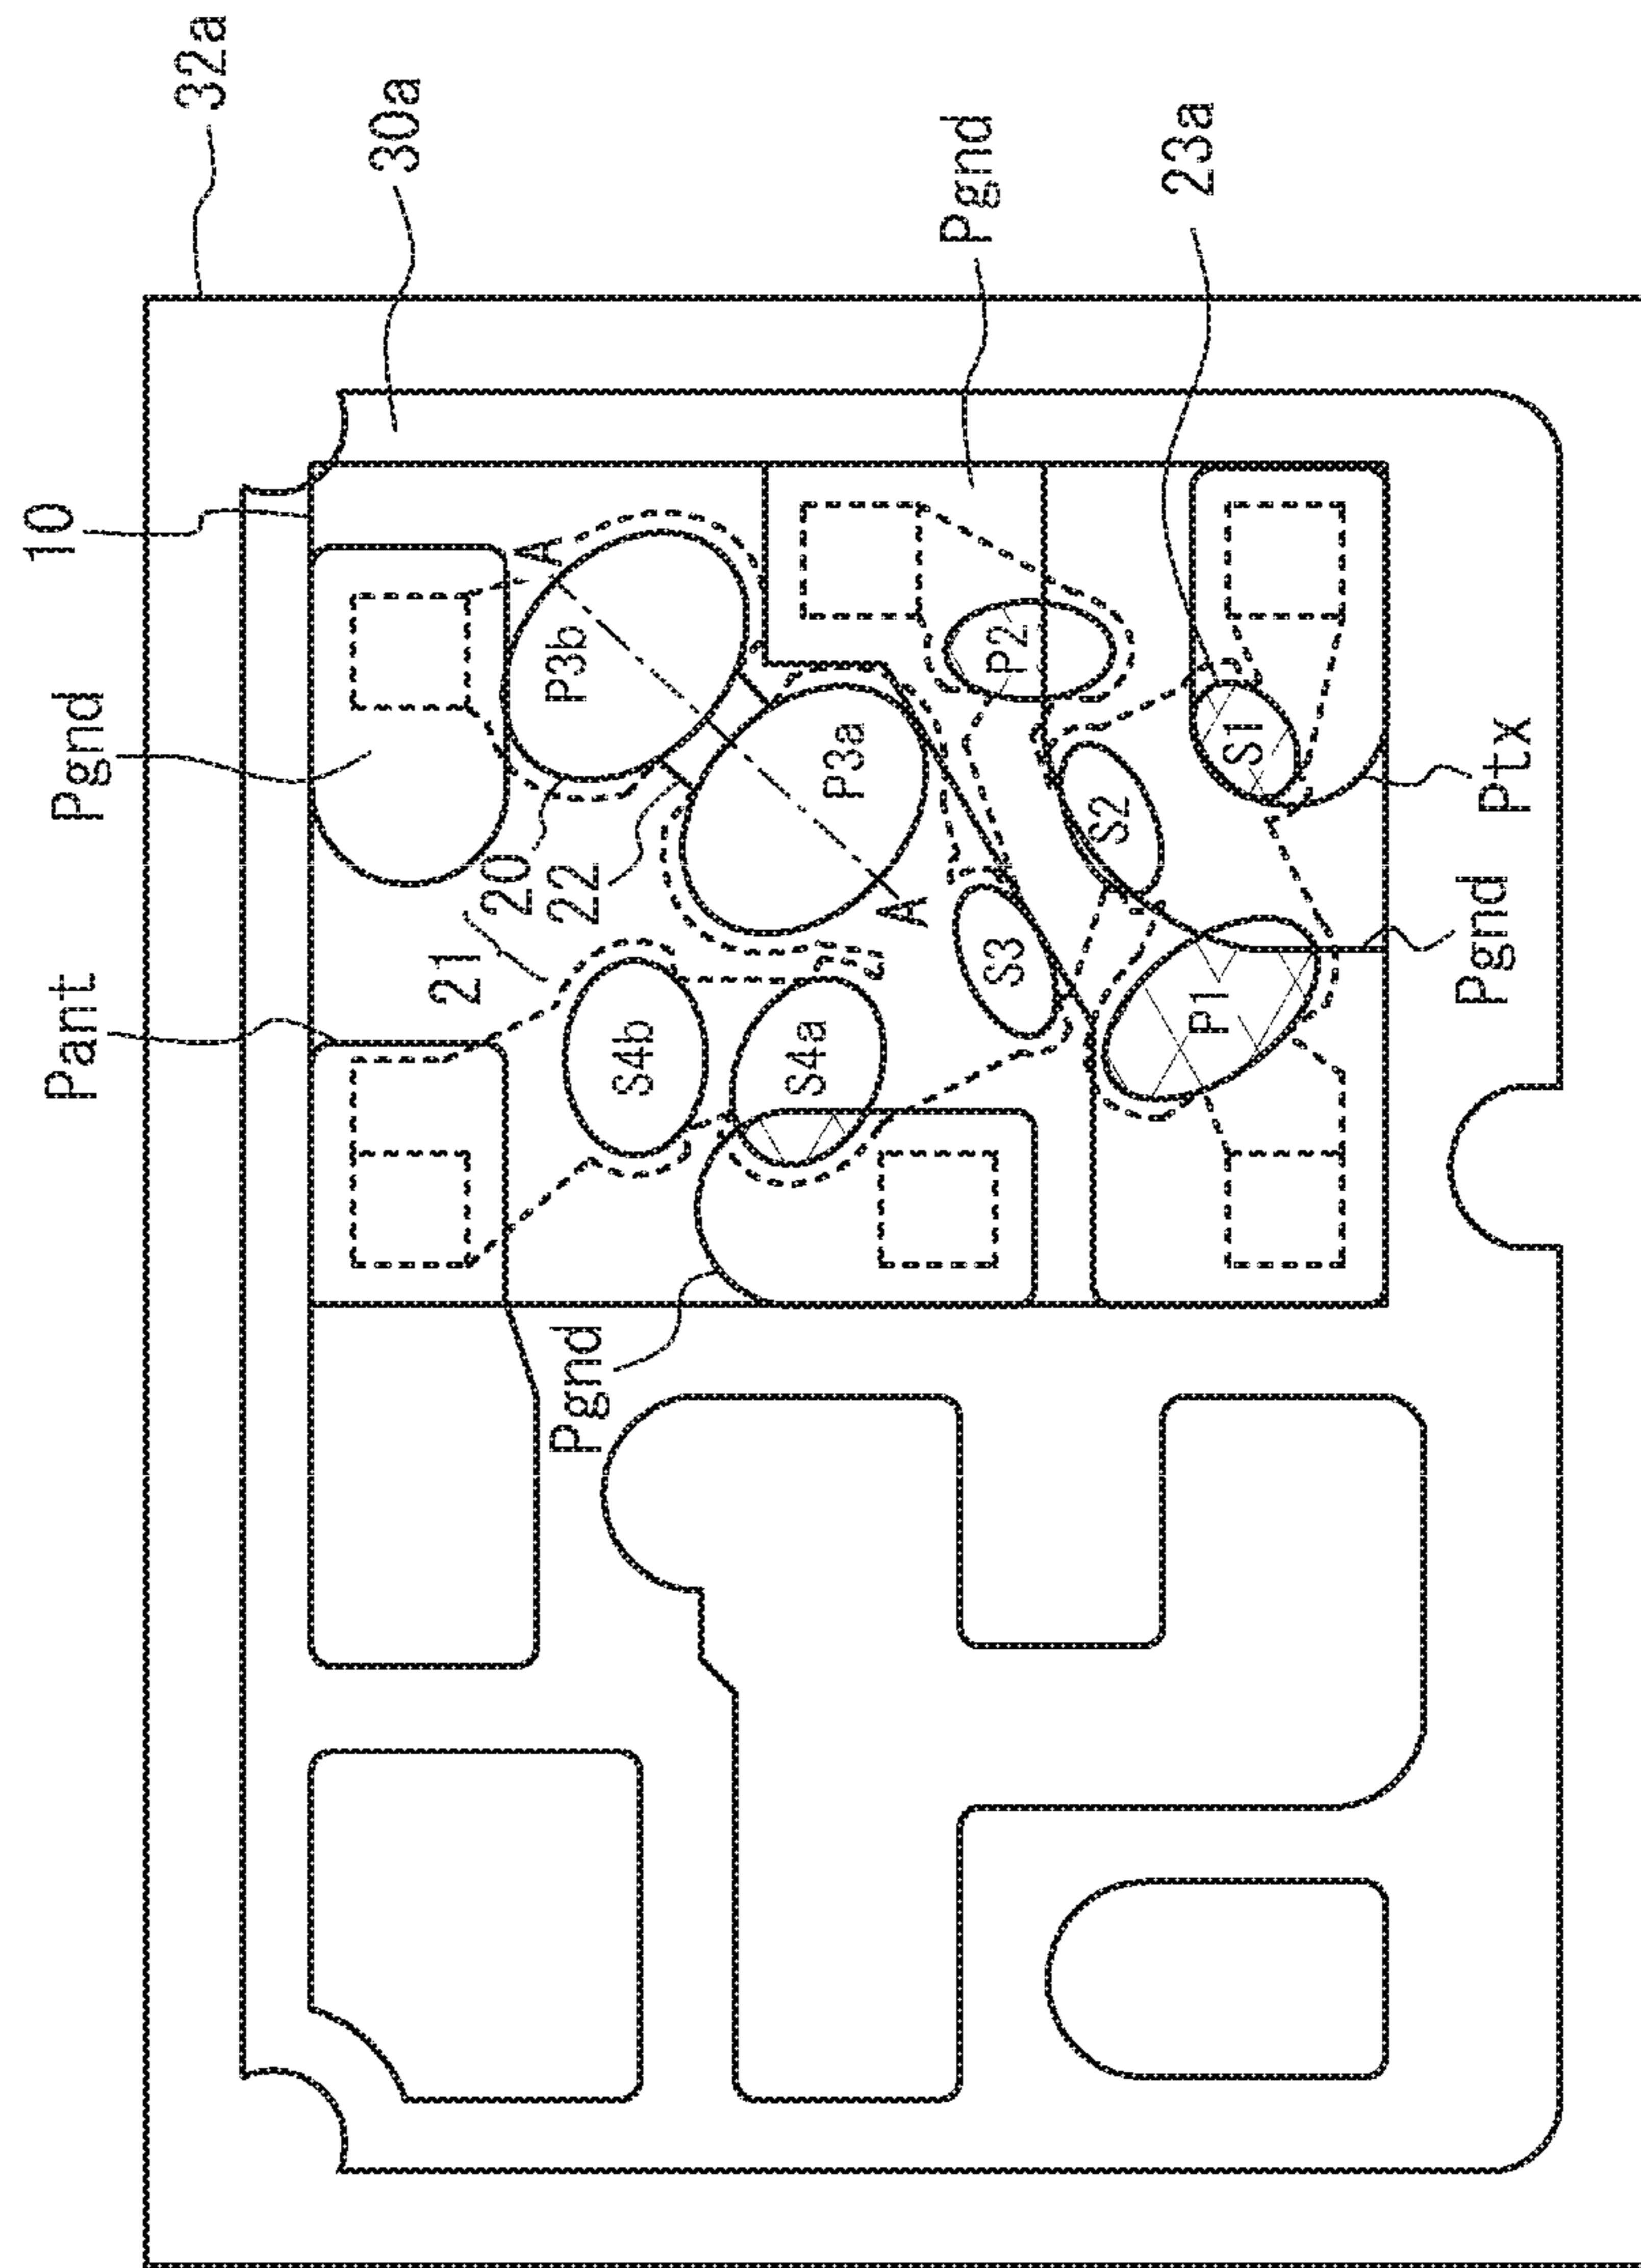 Pant
Pgnd
10
32a
30a
21
20
A
22
P3b
Pgnd
S4b
S4a
P3a
A
Pgnd
S3
P2
S2
23a
P1
S1
Pgnd
Ptx